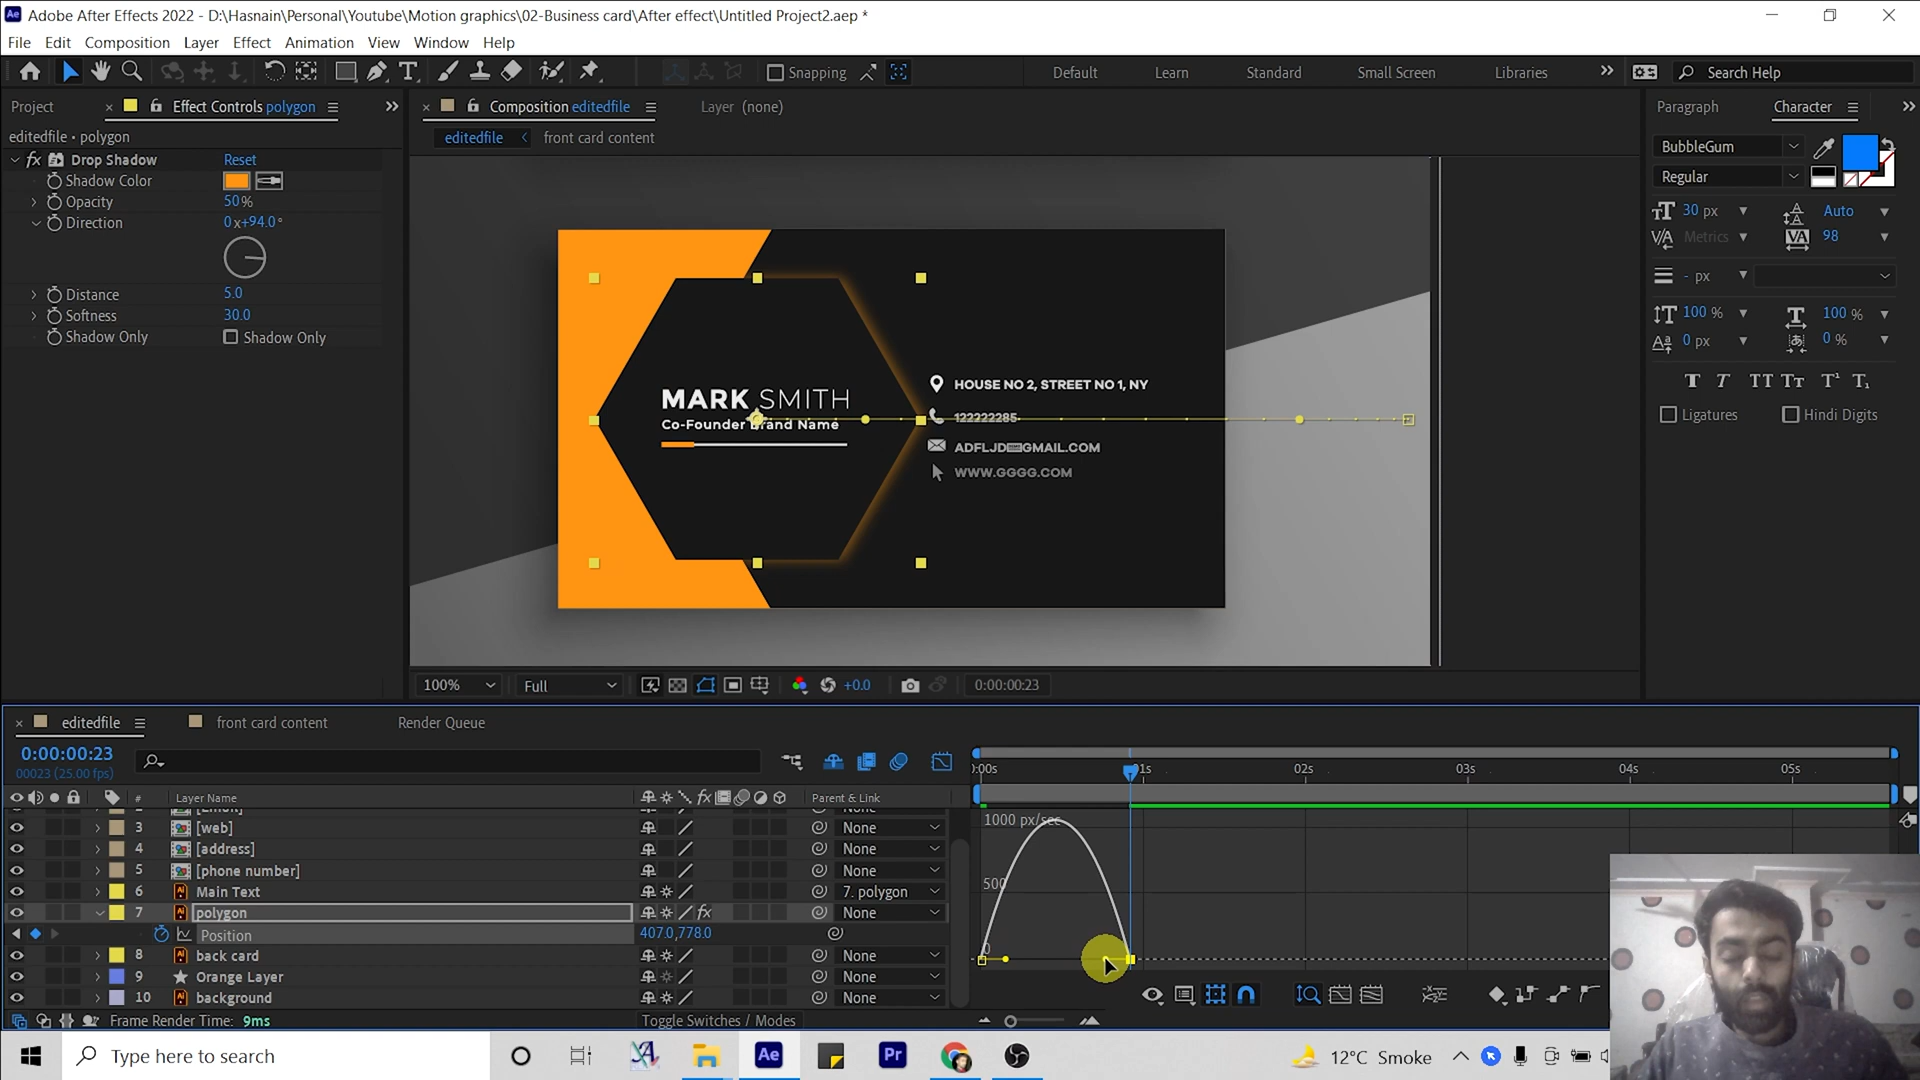 Adobe After Effects 2022 - D:\Hasnain\Personal\Youtube\Motion graphics\02-Business card\After effect\Untitled Project2.aep *
File Edit Composition Layer Effect Animation View Window Help
Snapping Default Learn Standard Small Screen Libraries Search Help
Project Effect Controls polygon Composition editedfile Layer (none) Paragraph Character
editedfile • polygon
editedfile front card content
fx Drop Shadow Reset
Shadow Color
Opacity 50%
Direction 0x+94.0°
Distance 5.0
Softness 30.0
Shadow Only Shadow Only
MARK SMITH
Co-Founder Brand Name
HOUSE NO 2, STREET NO 1, NY
122222285
WWW.GGGG.COM
BubbleGum
Regular
30 px Auto
Metrics 98
- px
100 % 100 %
0 px 0 %
Ligatures Hindi Digits
100% Full +0.0 0:00:00:23
editedfile front card content Render Queue
0:00:00:23
00023 (25.00 fps)
# Layer Name Parent & Link
3 [web] None
4 [address] None
5 [phone number] None
6 Main Text 7. polygon
7 polygon None
Position 407.0,778.0
8 back card None
9 Orange Layer None
10 background None
Frame Render Time: 9ms Toggle Switches / Modes
):00s 01s 02s 03s 04s 05s
1000 px/sec
500
0
Type here to search 12°C Smoke